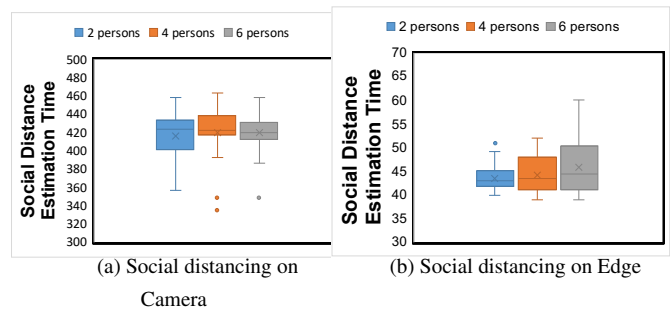 2 persons 4 persons 6 persons
Social Distance
Estimation Time
500
480
460
440
420
400
380
360
340
320
300
(a) Social distancing on
Camera
2 persons 4 persons 6 persons
Social Distance
Estimation Time
70
65
60
55
50
45
40
35
30
(b) Social distancing on Edge